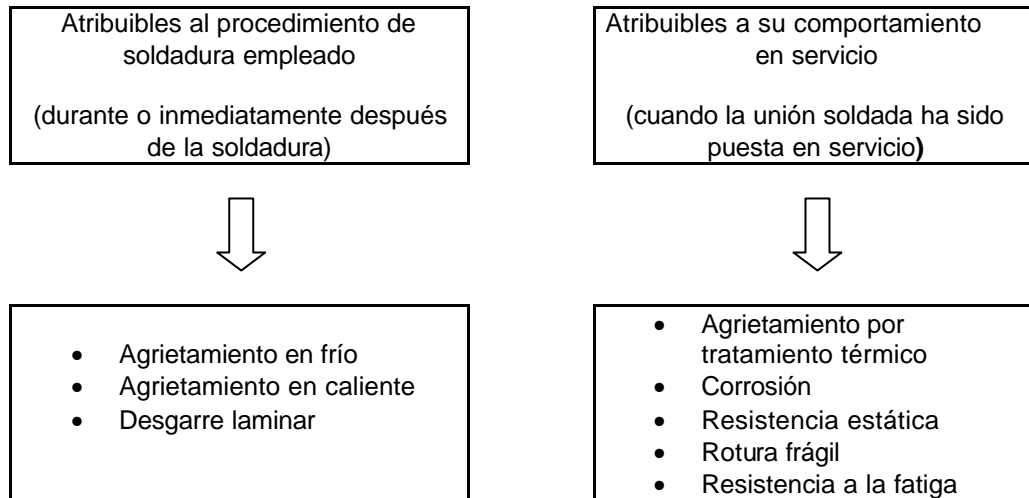 Atribuibles al procedimiento de
soldadura empleado
(durante o inmediatamente después
de la soldadura)
Atribuibles a su comportamiento
en servicio
(cuando la unión soldada ha sido
puesta en servicio)
• Agrietamiento en frío
• Agrietamiento en caliente
• Desgarre laminar
• Agrietamiento por
tratamiento térmico
• Corrosión
• Resistencia estática
• Rotura frágil
• Resistencia a la fatiga